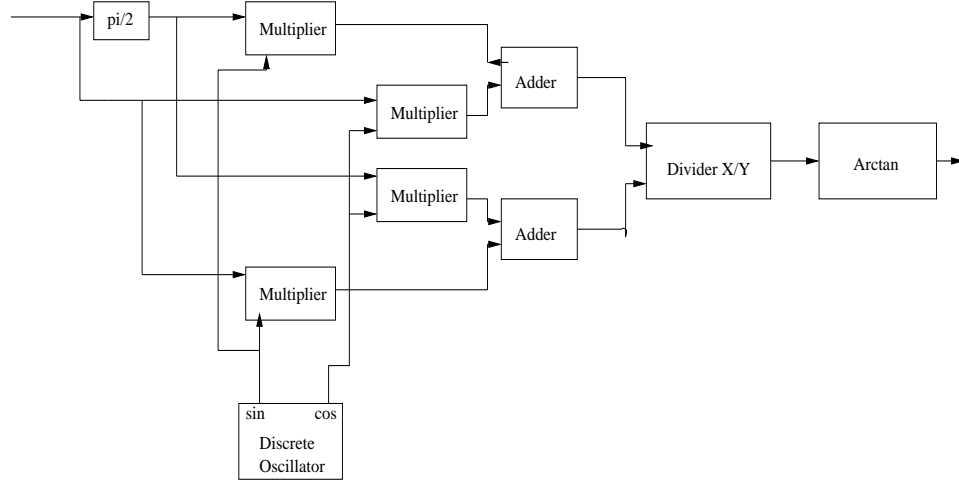 pi/2
Multiplier
Adder
Multiplier
Divider X/Y
Arctan
Multiplier
Adder
Multiplier
sin cos
Discrete
Oscillator